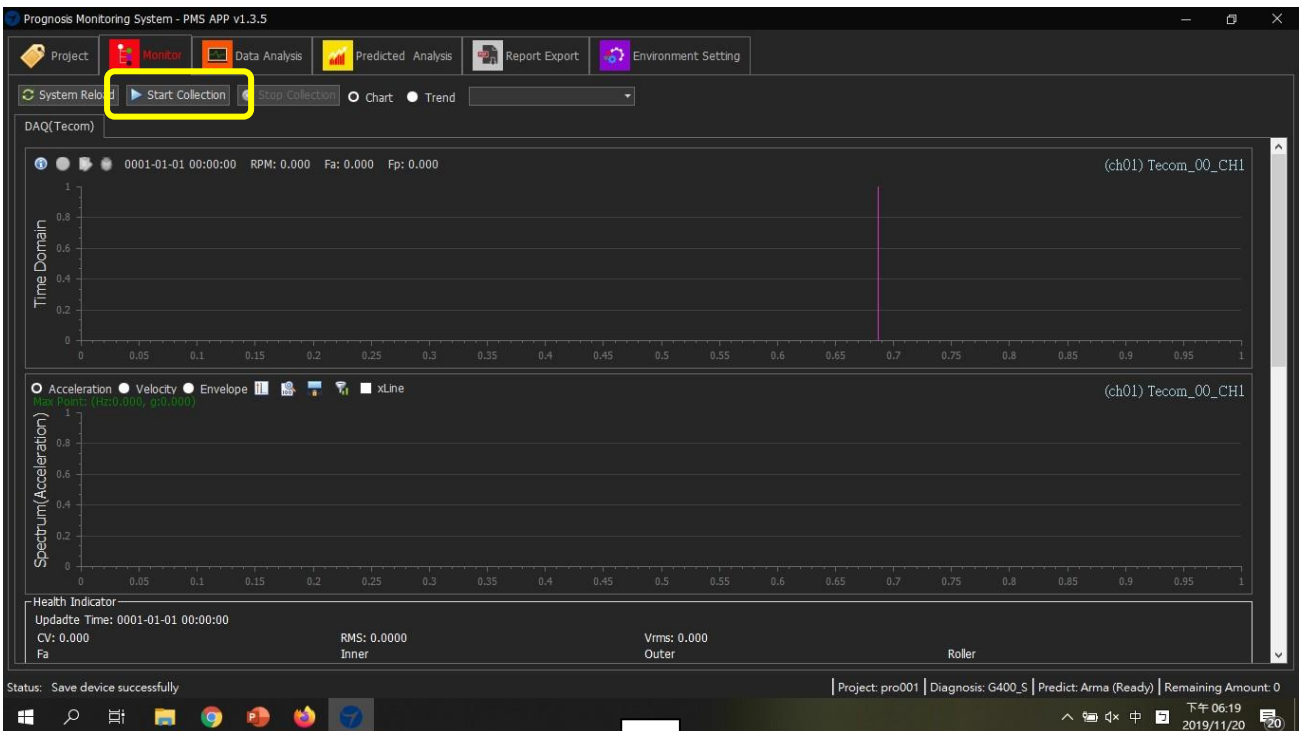 Prognosis Monitoring System - PMS APP v1.3.5
Project Monitor Data Analysis Predicted Analysis Report Export Environment Setting
System Reload Start Collection Stop Collection Chart Trend
DAQ(Tecom)
0001-01-01 00:00:00 RPM: 0.000 Fa: 0.000 Fp: 0.000 (ch01) Tecom_00_CH1
Time Domain
1
0.8
0.6
0.4
0.2
0
0 0.05 0.1 0.15 0.2 0.25 0.3 0.35 0.4 0.45 0.5 0.55 0.6 0.65 0.7 0.75 0.8 0.85 0.9 0.95 1
Acceleration Velocity Envelope xLine (ch01) Tecom_00_CH1
Max Point: (Hz:0.000, g:0.000)
Spectrum(Acceleration)
1
0.8
0.6
0.4
0.2
0
0 0.05 0.1 0.15 0.2 0.25 0.3 0.35 0.4 0.45 0.5 0.55 0.6 0.65 0.7 0.75 0.8 0.85 0.9 0.95 1
Health Indicator
Updadte Time: 0001-01-01 00:00:00
CV: 0.000 RMS: 0.0000 Vrms: 0.000
Fa Inner Outer Roller
Status: Save device successfully Project: pro001 Diagnosis: G400_S Predict: Arma (Ready) Remaining Amount: 0
中 下午 06:19
2019/11/20 20